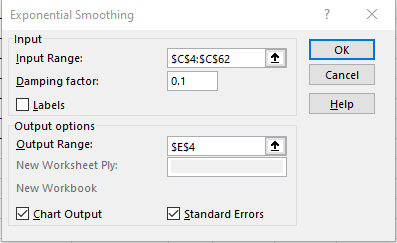 Exponential Smoothing ? ×
Input
Input Range: $C$4:$C$62
Damping factor: 0.1
Labels
OK
Cancel
Help
Output options
Output Range: $E$4
New Worksheet Ply:
New Workbook
Chart Output Standard Errors